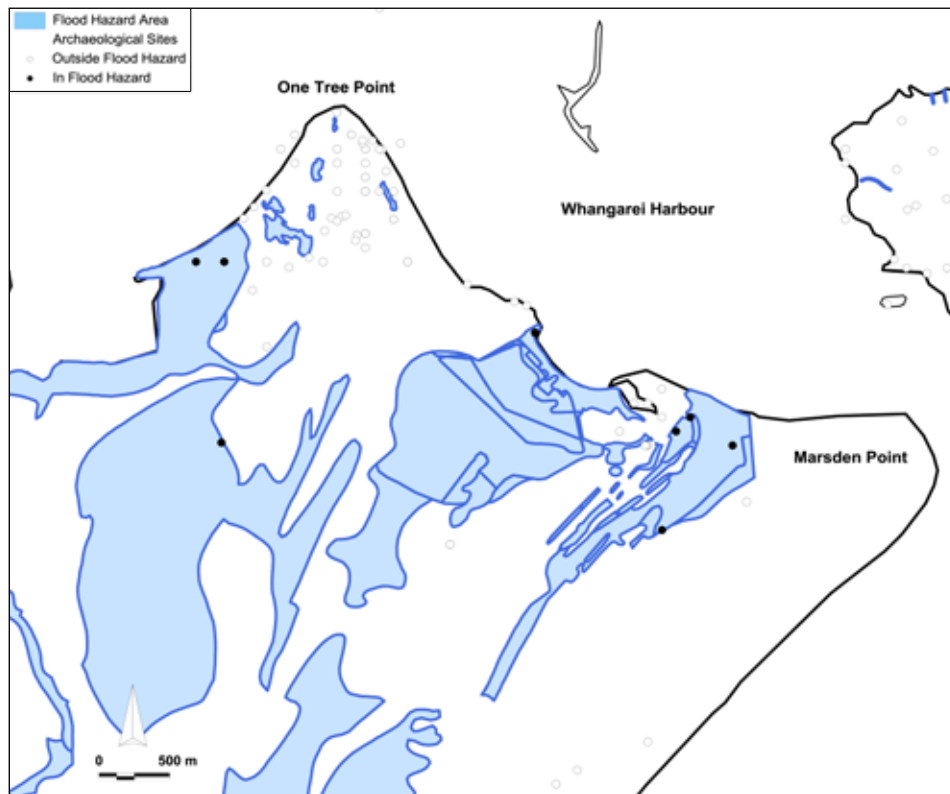 Flood Hazard Area
Archaeological Sites
Outside Flood Hazard
In Flood Hazard
One Tree Point
Whangarei Harbour
Marsden Point
0 500 m